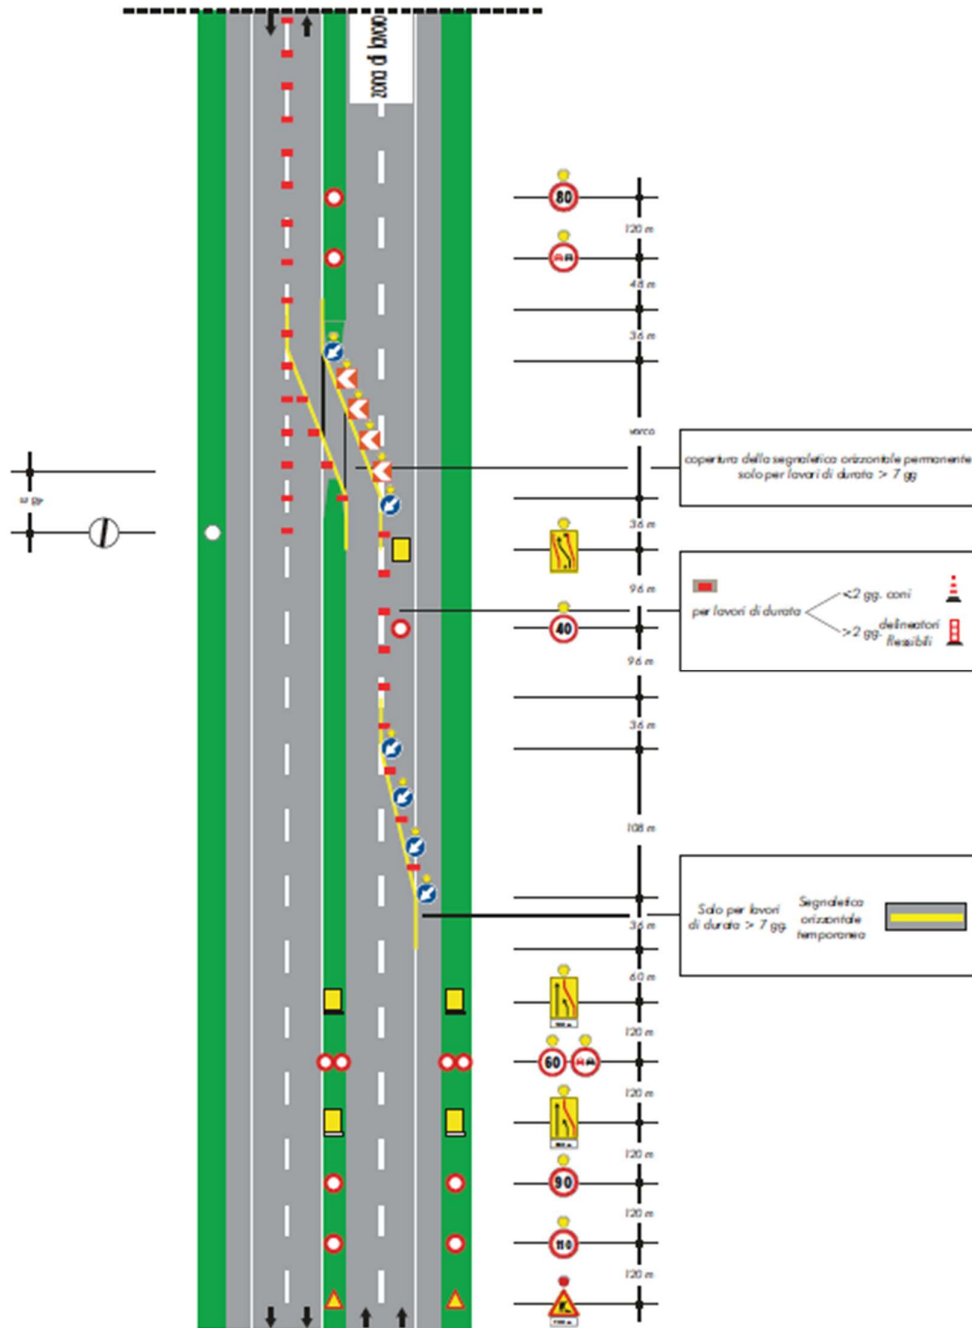 zona di lavoro
80
120 m
48 m
36 m
varco
copertura della segnaletica orizzontale permanente
solo per lavori di durata > 7 gg
48 m
36 m
96 m
per lavori di durata
<2 gg. coni
>2 gg. delineatori
flessibili
40
96 m
36 m
108 m
Solo per lavori
di durata > 7 gg.
Segnaletica
orizzontale
temporanea
36 m
60 m
120 m
60
120 m
120 m
90
120 m
110
120 m